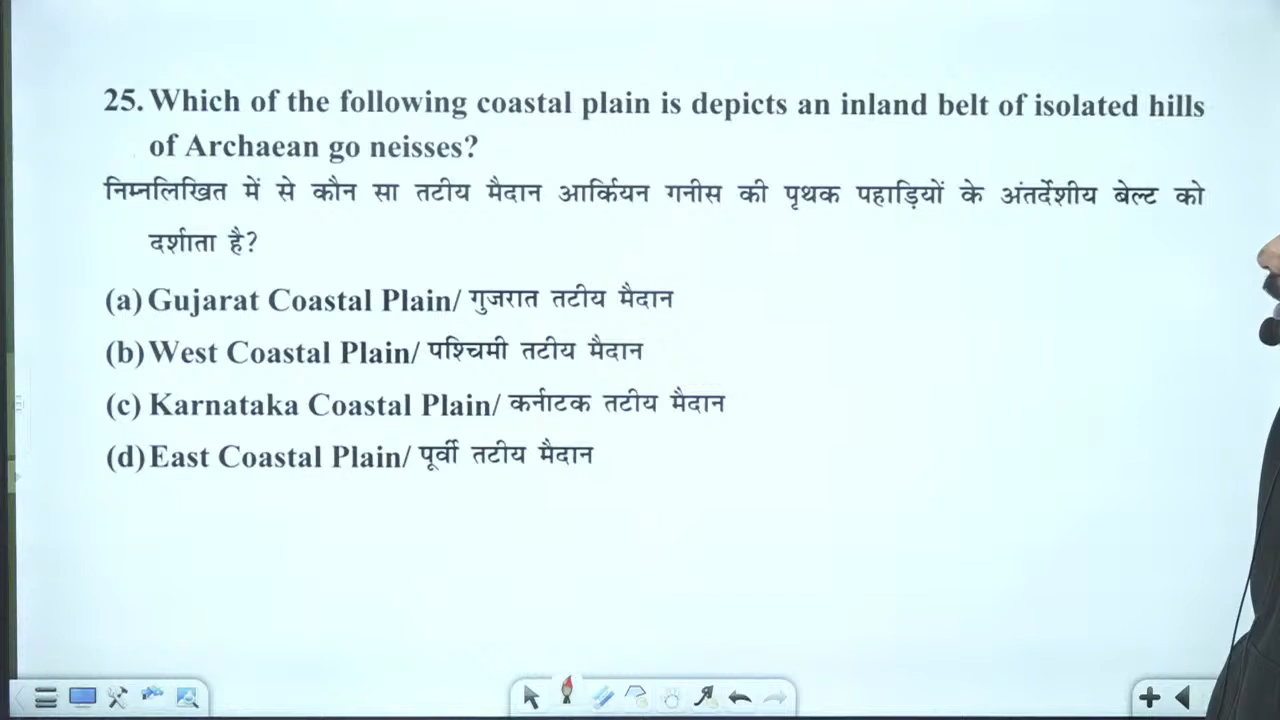 25. Which of the following coastal plain is depicts an inland belt of isolated hills
of Archaean go neisses?
निम्नलिखित में से कौन सा तटीय मैदान आर्कियन गनीस की पृथक पहाड़ियों के अंतर्देशीय बेल्ट को
दर्शाता है?
(a) Gujarat Coastal Plain/ गुजरात तटीय मैदान
(b) West Coastal Plain/ पश्चिमी तटीय मैदान
(c) Karnataka Coastal Plain/ कर्नाटक तटीय मैदान
(d) East Coastal Plain/ पूर्वी तटीय मैदान